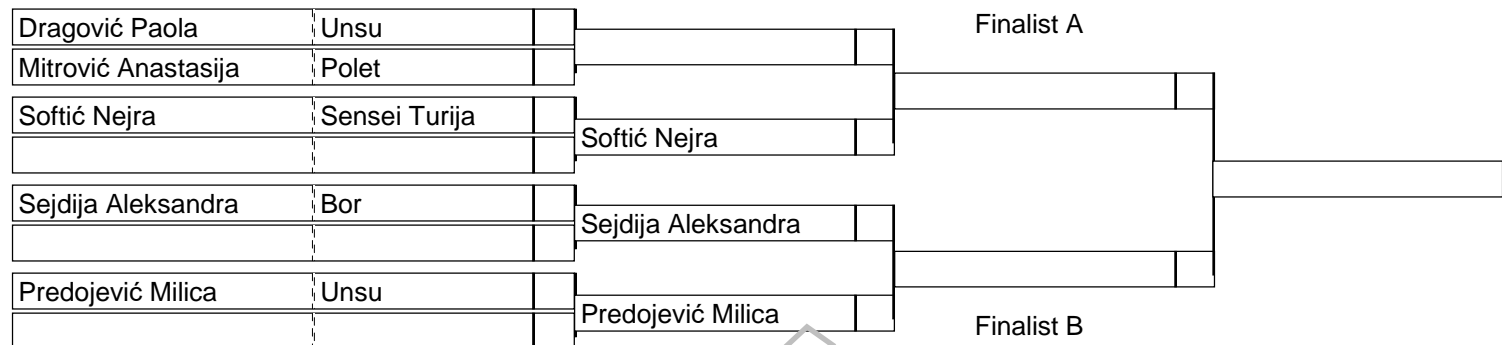 Dragović Paola Unsu
Mitrović Anastasija Polet
Softić Nejra Sensei Turija
Sejdija Aleksandra Bor
Predojević Milica Unsu
Softić Nejra
Sejdija Aleksandra
Predojević Milica
Finalist A
Finalist B